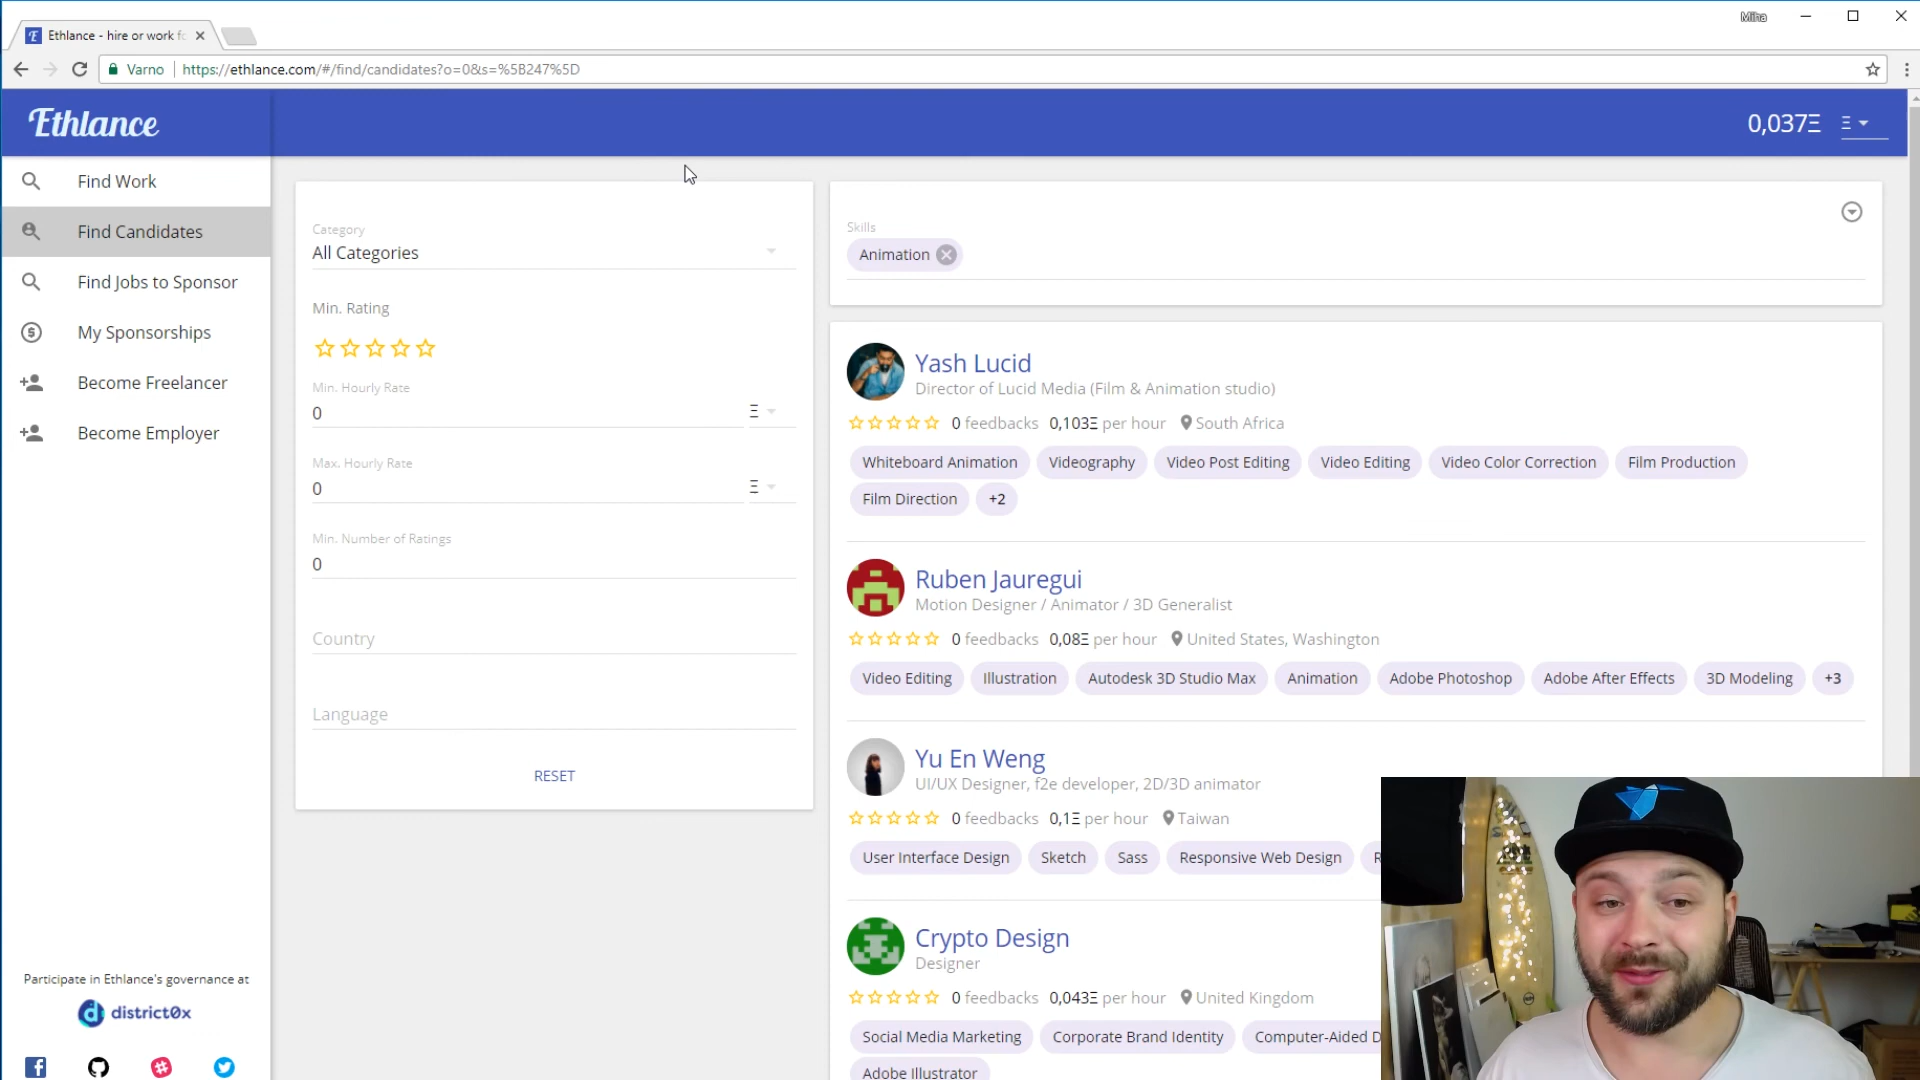 Miha
Ethlance - hire or work fo
Varno
https://ethlance.com/#/find/candidates?o=0&s=%5B247%5D
Ethlance
0,037Ξ
Ξ
Find Work
Find Candidates
Find Jobs to Sponsor
My Sponsorships
Become Freelancer
Become Employer
Participate in Ethlance's governance at
district0x
Category
All Categories
Min. Rating
Min. Hourly Rate
0
Ξ
Max. Hourly Rate
0
Ξ
Min. Number of Ratings
0
Country
Language
RESET
Skills
Animation
Yash Lucid
Director of Lucid Media (Film & Animation studio)
0 feedbacks 0,103Ξ per hour South Africa
Whiteboard Animation Videography Video Post Editing Video Editing Video Color Correction Film Production
Film Direction +2
Ruben Jauregui
Motion Designer / Animator / 3D Generalist
0 feedbacks 0,08Ξ per hour United States, Washington
Video Editing Illustration Autodesk 3D Studio Max Animation Adobe Photoshop Adobe After Effects 3D Modeling +3
Yu En Weng
UI/UX Designer, f2e developer, 2D/3D animator
0 feedbacks 0,1Ξ per hour Taiwan
User Interface Design Sketch Sass Responsive Web Design
Crypto Design
Designer
0 feedbacks 0,043Ξ per hour United Kingdom
Social Media Marketing Corporate Brand Identity Computer-Aided D
Adobe Illustrator